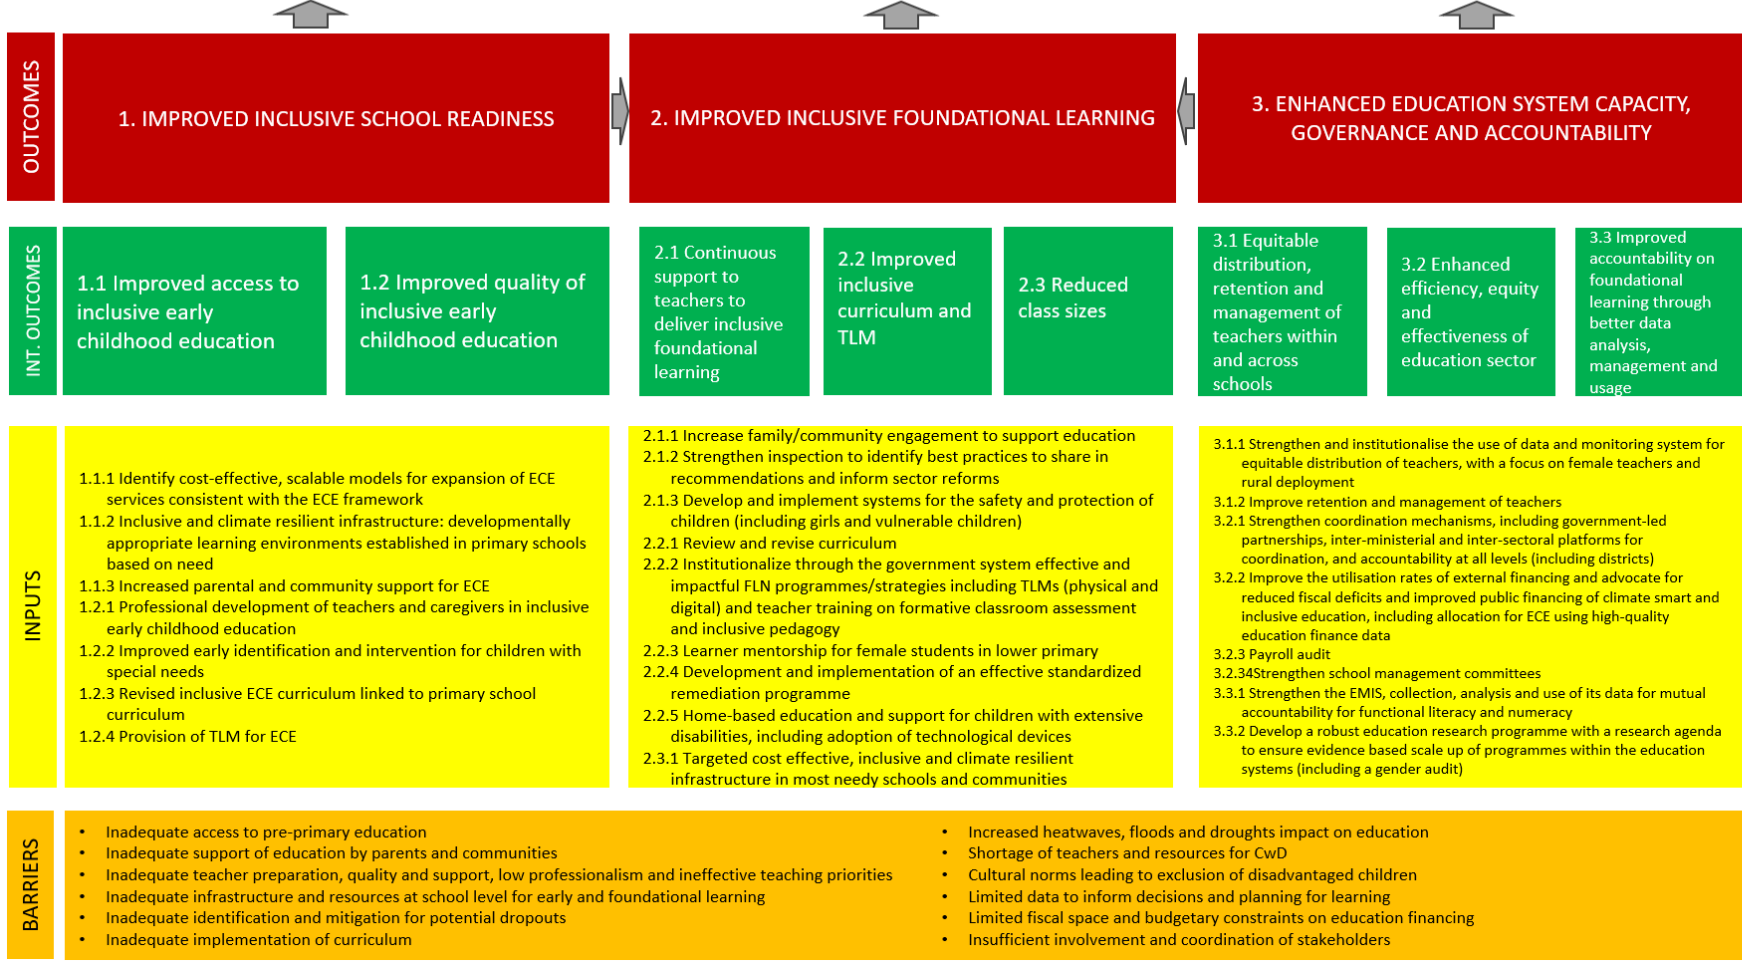 OUTCOMES
1. IMPROVED INCLUSIVE SCHOOL READINESS
2. IMPROVED INCLUSIVE FOUNDATIONAL LEARNING
3. ENHANCED EDUCATION SYSTEM CAPACITY,
GOVERNANCE AND ACCOUNTABILITY
INT. OUTCOMES
1.1 Improved access to
inclusive early
childhood education
1.2 Improved quality of
inclusive early
childhood education
2.1 Continuous
support to
teachers to
deliver inclusive
foundational
learning
2.2 Improved
inclusive
curriculum and
TLM
2.3 Reduced
class sizes
3.1 Equitable
distribution,
retention and
management of
teachers within
and across
schools
3.2 Enhanced
efficiency, equity
and
effectiveness of
education sector
3.3 Improved
accountability on
foundational
learning through
better data
analysis,
management and
usage
INPUTS
1.1.1 Identify cost-effective, scalable models for expansion of ECE
services consistent with the ECE framework
1.1.2 Inclusive and climate resilient infrastructure: developmentally
appropriate learning environments established in primary schools
based on need
1.1.3 Increased parental and community support for ECE
1.2.1 Professional development of teachers and caregivers in inclusive
early childhood education
1.2.2 Improved early identification and intervention for children with
special needs
1.2.3 Revised inclusive ECE curriculum linked to primary school
curriculum
1.2.4 Provision of TLM for ECE
2.1.1 Increase family/community engagement to support education
2.1.2 Strengthen inspection to identify best practices to share in
recommendations and inform sector reforms
2.1.3 Develop and implement systems for the safety and protection of
children (including girls and vulnerable children)
2.2.1 Review and revise curriculum
2.2.2 Institutionalize through the government system effective and
impactful FLN programmes/strategies including TLMs (physical and
digital) and teacher training on formative classroom assessment
and inclusive pedagogy
2.2.3 Learner mentorship for female students in lower primary
2.2.4 Development and implementation of an effective standardized
remediation programme
2.2.5 Home-based education and support for children with extensive
disabilities, including adoption of technological devices
2.3.1 Targeted cost effective, inclusive and climate resilient
infrastructure in most needy schools and communities
3.1.1 Strengthen and institutionalise the use of data and monitoring system for
equitable distribution of teachers, with a focus on female teachers and
rural deployment
3.1.2 Improve retention and management of teachers
3.2.1 Strengthen coordination mechanisms, including government-led
partnerships, inter-ministerial and inter-sectoral platforms for
coordination, and accountability at all levels (including districts)
3.2.2 Improve the utilisation rates of external financing and advocate for
reduced fiscal deficits and improved public financing of climate smart and
inclusive education, including allocation for ECE using high-quality
education finance data
3.2.3 Payroll audit
3.2.34Strengthen school management committees
3.3.1 Strengthen the EMIS, collection, analysis and use of its data for mutual
accountability for functional literacy and numeracy
3.3.2 Develop a robust education research programme with a research agenda
to ensure evidence based scale up of programmes within the education
systems (including a gender audit)
BARRIERS
• Inadequate access to pre-primary education
• Inadequate support of education by parents and communities
• Inadequate teacher preparation, quality and support, low professionalism and ineffective teaching priorities
• Inadequate infrastructure and resources at school level for early and foundational learning
• Inadequate identification and mitigation for potential dropouts
• Inadequate implementation of curriculum
• Increased heatwaves, floods and droughts impact on education
• Shortage of teachers and resources for CwD
• Cultural norms leading to exclusion of disadvantaged children
• Limited data to inform decisions and planning for learning
• Limited fiscal space and budgetary constraints on education financing
• Insufficient involvement and coordination of stakeholders